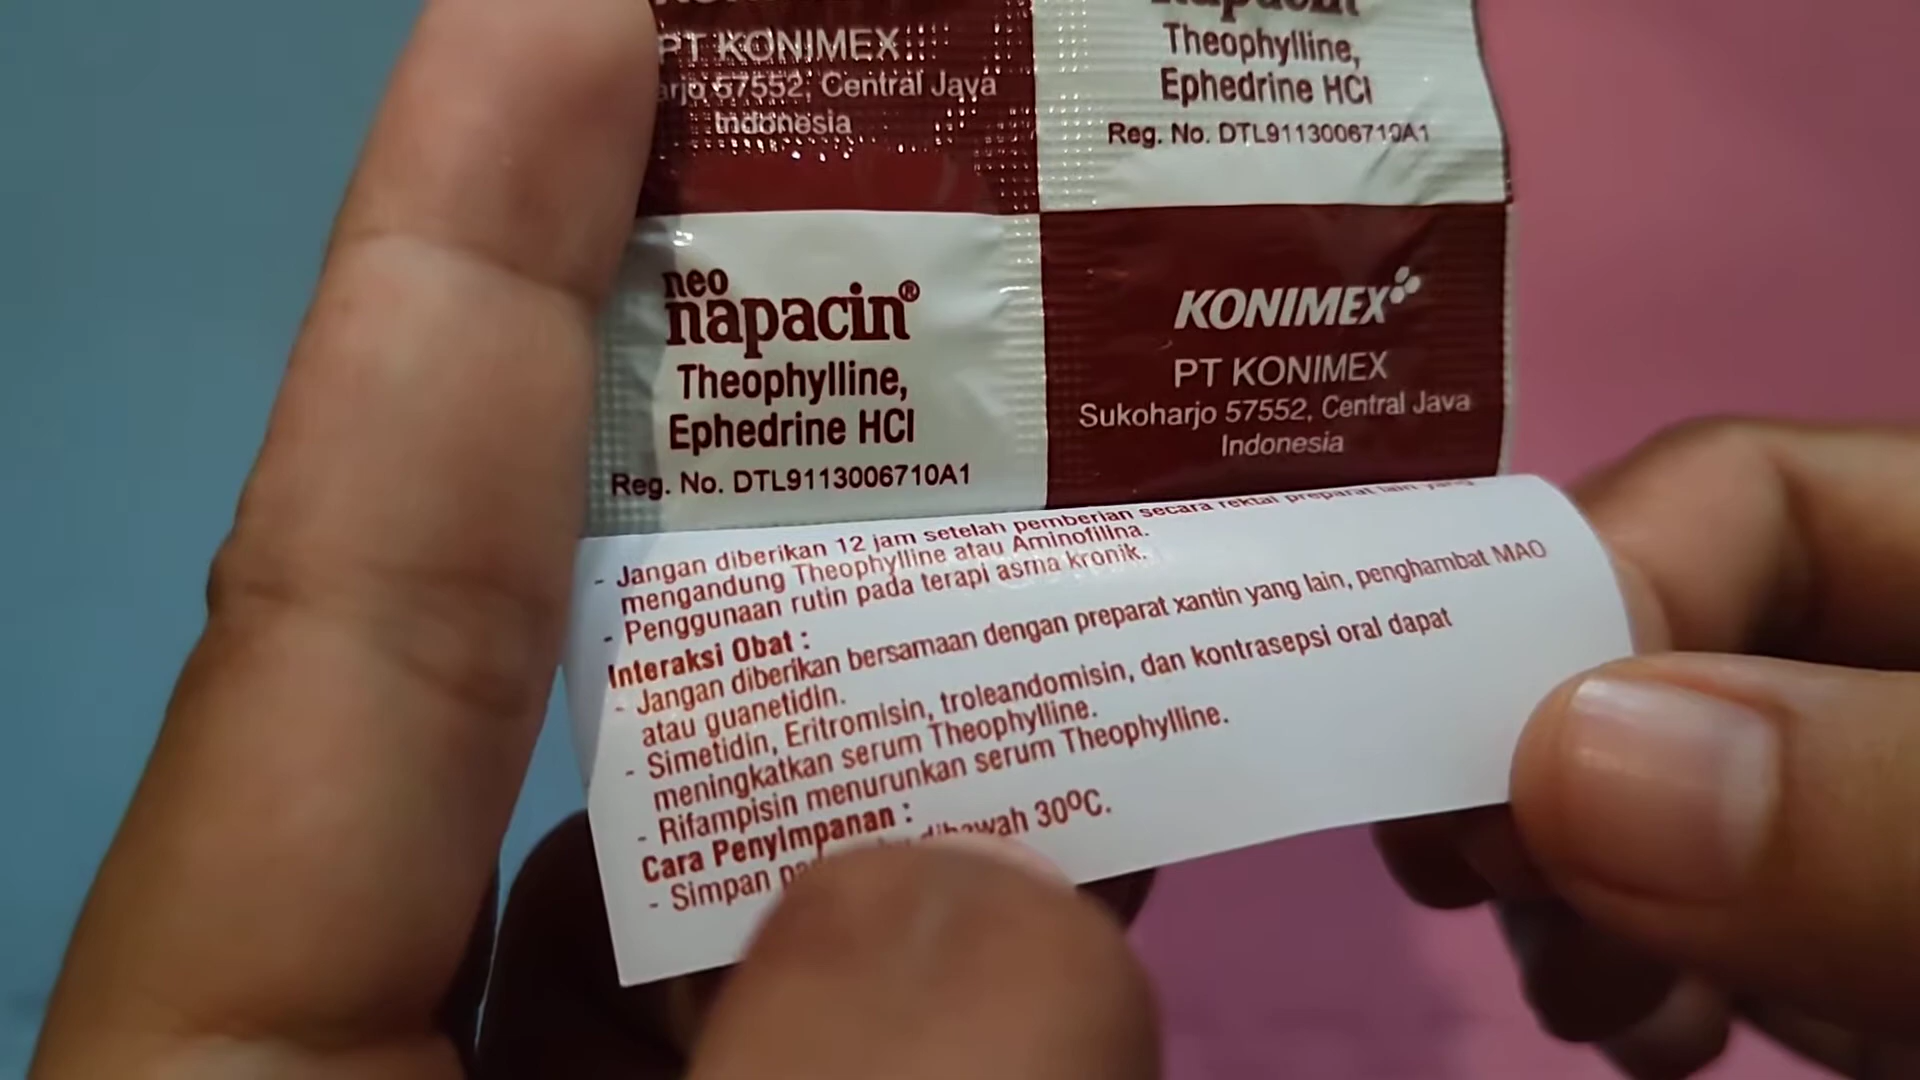 PT KONIMEX
arjo 57552, Central Java
Indonesia
napacin
Theophylline,
Ephedrine HCl
Reg. No. DTL9113006710A1
neo
napacin®
Theophylline,
Ephedrine HCl
Reg. No. DTL9113006710A1
KONIMEX
PT KONIMEX
Sukoharjo 57552, Central Java
Indonesia
- Jangan diberikan 12 jam setelah pemberian secara rektal preparat lain yang
mengandung Theophylline atau Aminofilina.
- Penggunaan rutin pada terapi asma kronik.
Interaksi Obat :
- Jangan diberikan bersamaan dengan preparat xantin yang lain, penghambat MAO
atau guanetidin.
- Simetidin, Eritromisin, troleandomisin, dan kontrasepsi oral dapat
meningkatkan serum Theophylline.
- Rifampisin menurunkan serum Theophylline.
Cara Penyimpanan :
- Simpan dibawah 30ºC.